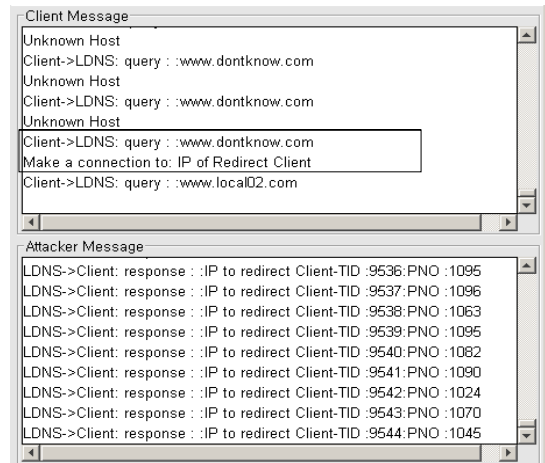 Client Message
Unknown Host
Client->LDNS: query : :www.dontknow.com
Unknown Host
Client->LDNS: query : :www.dontknow.com
Unknown Host
Client->LDNS: query : :www.dontknow.com
Make a connection to: IP of Redirect Client
Client->LDNS: query : :www.local02.com
Attacker Message
LDNS->Client: response : :IP to redirect Client-TID :9536:PNO :1095
LDNS->Client: response : :IP to redirect Client-TID :9537:PNO :1096
LDNS->Client: response : :IP to redirect Client-TID :9538:PNO :1063
LDNS->Client: response : :IP to redirect Client-TID :9539:PNO :1095
LDNS->Client: response : :IP to redirect Client-TID :9540:PNO :1082
LDNS->Client: response : :IP to redirect Client-TID :9541:PNO :1090
LDNS->Client: response : :IP to redirect Client-TID :9542:PNO :1024
LDNS->Client: response : :IP to redirect Client-TID :9543:PNO :1070
LDNS->Client: response : :IP to redirect Client-TID :9544:PNO :1045